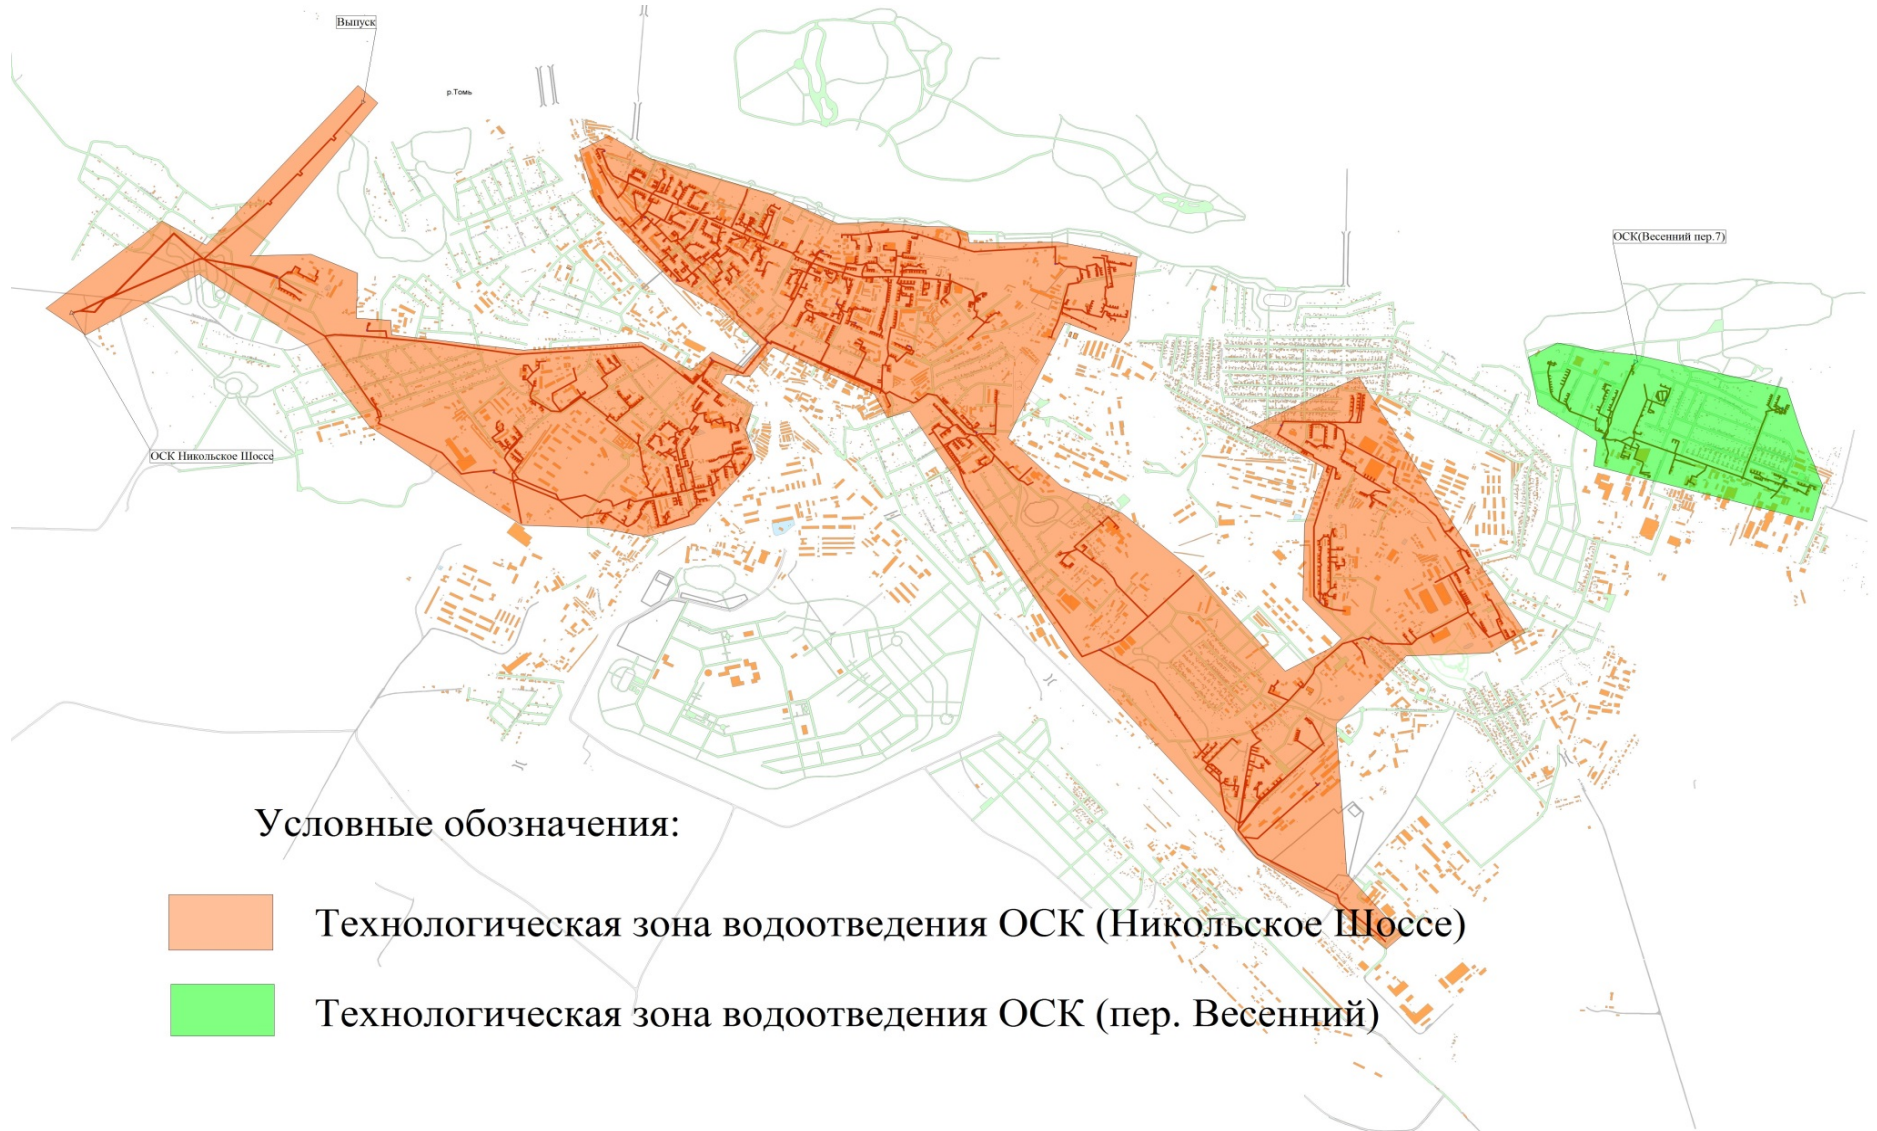 Выпуск
р.Томь
ОСК(Весенний пер.7)
ОСК Никольское Шоссе
Условные обозначения:
Технологическая зона водоотведения ОСК (Никольское Шоссе)
Технологическая зона водоотведения ОСК (пер. Весенний)